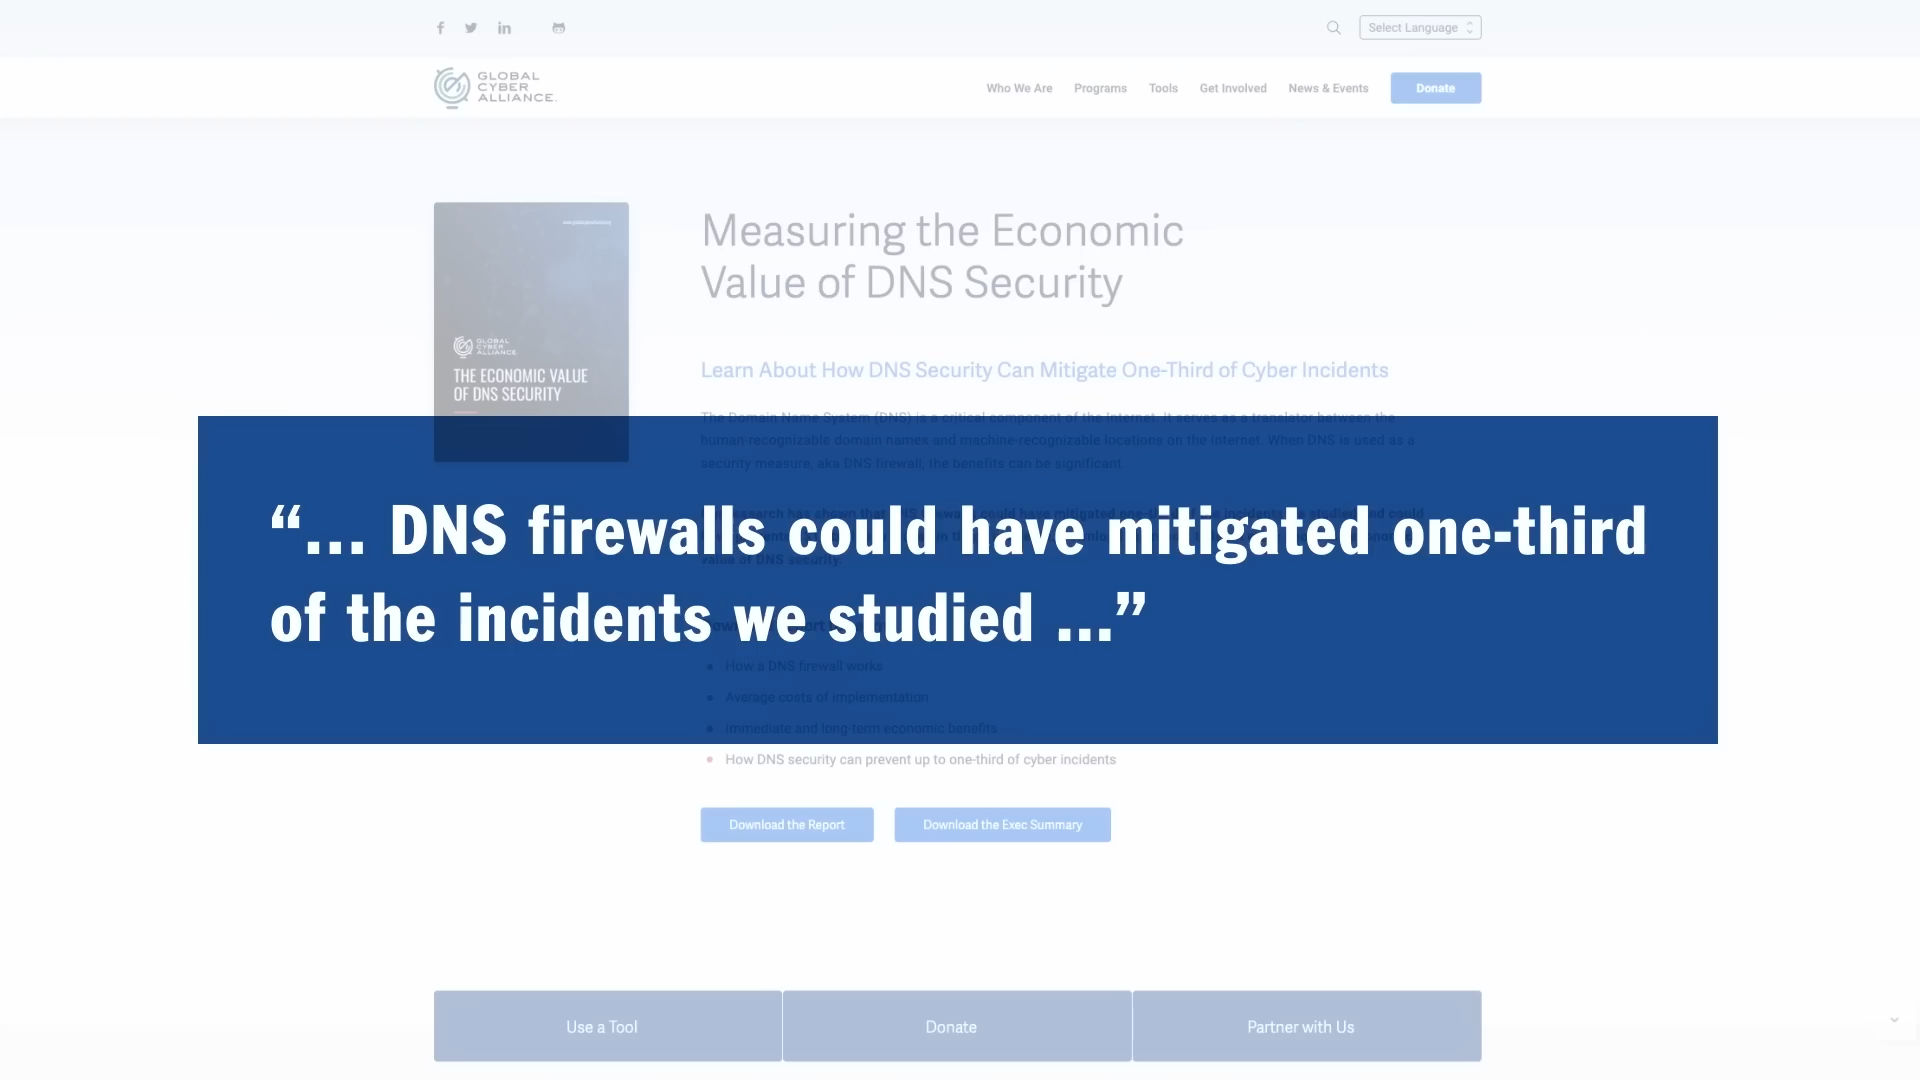 Select Language
GLOBAL
CYBER
ALLIANCE.
Who We Are
Programs
Tools
Get Involved
News & Events
Donate
GLOBAL
CYBER
ALLIANCE
THE ECONOMIC VALUE
OF DNS SECURITY
Measuring the Economic
Value of DNS Security
Learn About How DNS Security Can Mitigate One-Third of Cyber Incidents
The Domain Name System (DNS) is a critical component of the Internet. It serves as a translator between the
human-recognizable domain names and machine-recognizable locations on the internet. When DNS is used as a
security measure, aka DNS firewall, the benefits can be significant.
“... DNS firewalls could have mitigated one-third
of the incidents we studied ...”
value of DNS security.
How a DNS firewall works
Average costs of implementation
Immediate and long-term economic benefits
How DNS security can prevent up to one-third of cyber incidents
Download the Report
Download the Exec Summary
Use a Tool
Donate
Partner with Us